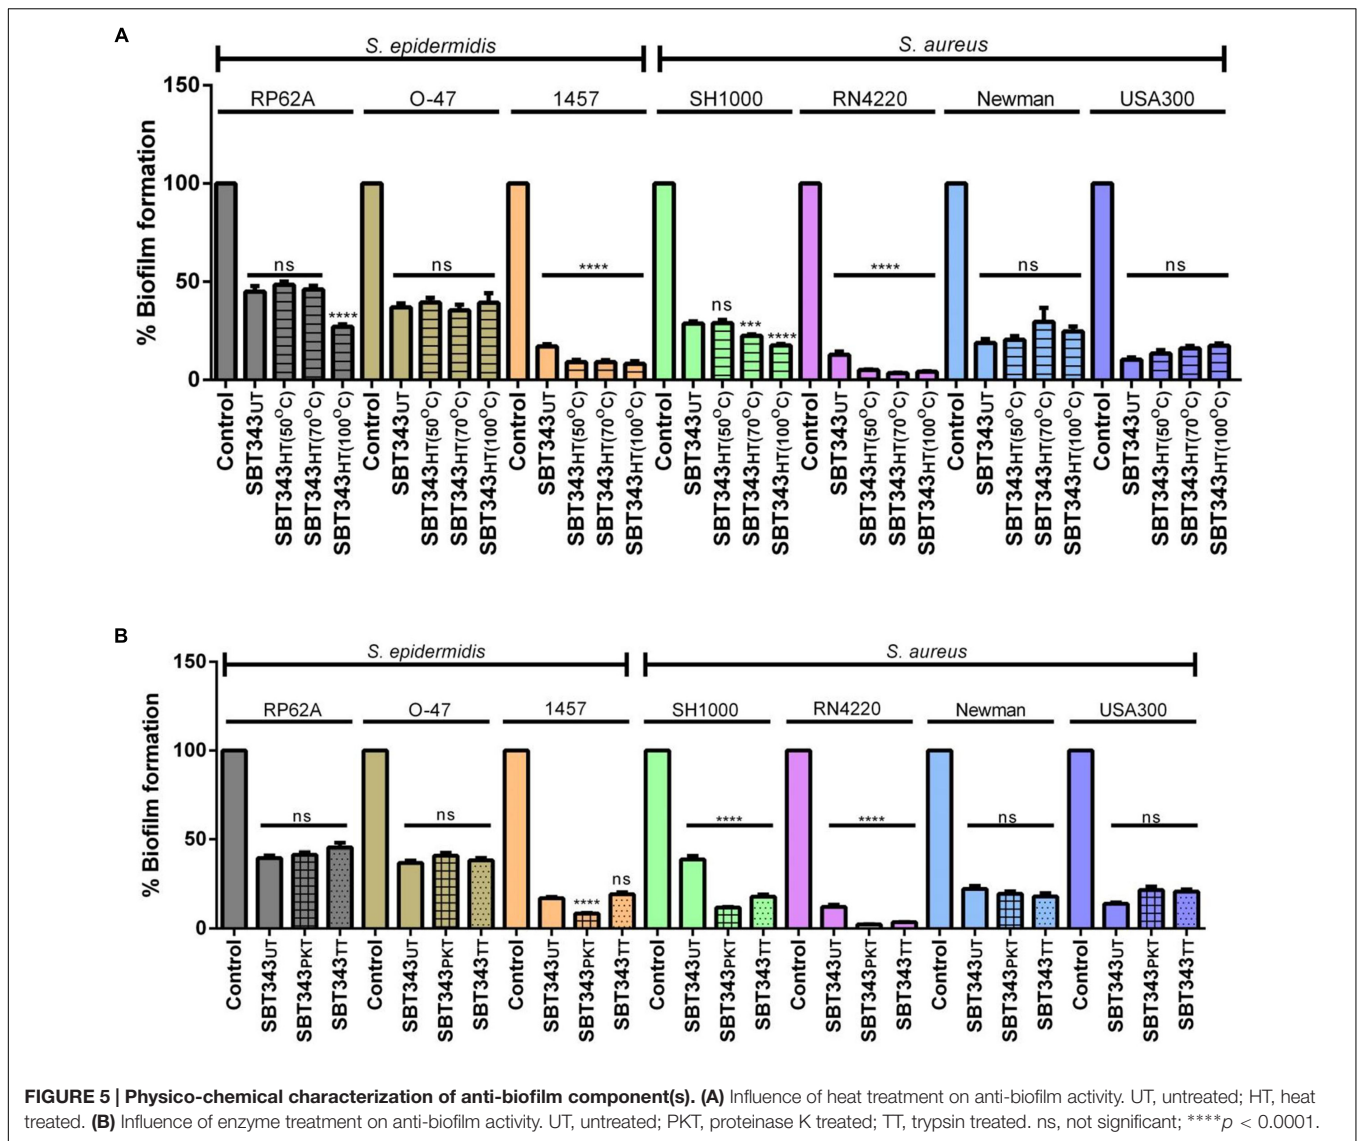 A
S. epidermidis S. aureus
150
RP62A O-47 1457 SH1000 RN4220 Newman USA300
100
50
0
% Biofilm formation
ns **** ns **** ns *** **** **** ns ns
Control SBT343UT SBT343HT(50°C) SBT343HT(70°C) SBT343HT(100°C) Control SBT343UT SBT343HT(50°C) SBT343HT(70°C) SBT343HT(100°C) Control SBT343UT SBT343HT(50°C) SBT343HT(70°C) SBT343HT(100°C) Control SBT343UT SBT343HT(50°C) SBT343HT(70°C) SBT343HT(100°C) Control SBT343UT SBT343HT(50°C) SBT343HT(70°C) SBT343HT(100°C) Control SBT343UT SBT343HT(50°C) SBT343HT(70°C) SBT343HT(100°C) Control SBT343UT SBT343HT(50°C) SBT343HT(70°C) SBT343HT(100°C)
B
S. epidermidis S. aureus
150
RP62A O-47 1457 SH1000 RN4220 Newman USA300
100
50
0
% Biofilm formation
ns ns **** ns **** **** ns ns
Control SBT343UT SBT343PKT SBT343TT Control SBT343UT SBT343PKT SBT343TT Control SBT343UT SBT343PKT SBT343TT Control SBT343UT SBT343PKT SBT343TT Control SBT343UT SBT343PKT SBT343TT Control SBT343UT SBT343PKT SBT343TT Control SBT343UT SBT343PKT SBT343TT
FIGURE 5 | Physico-chemical characterization of anti-biofilm component(s). (A) Influence of heat treatment on anti-biofilm activity. UT, untreated; HT, heat
treated. (B) Influence of enzyme treatment on anti-biofilm activity. UT, untreated; PKT, proteinase K treated; TT, trypsin treated. ns, not significant; ****p < 0.0001.